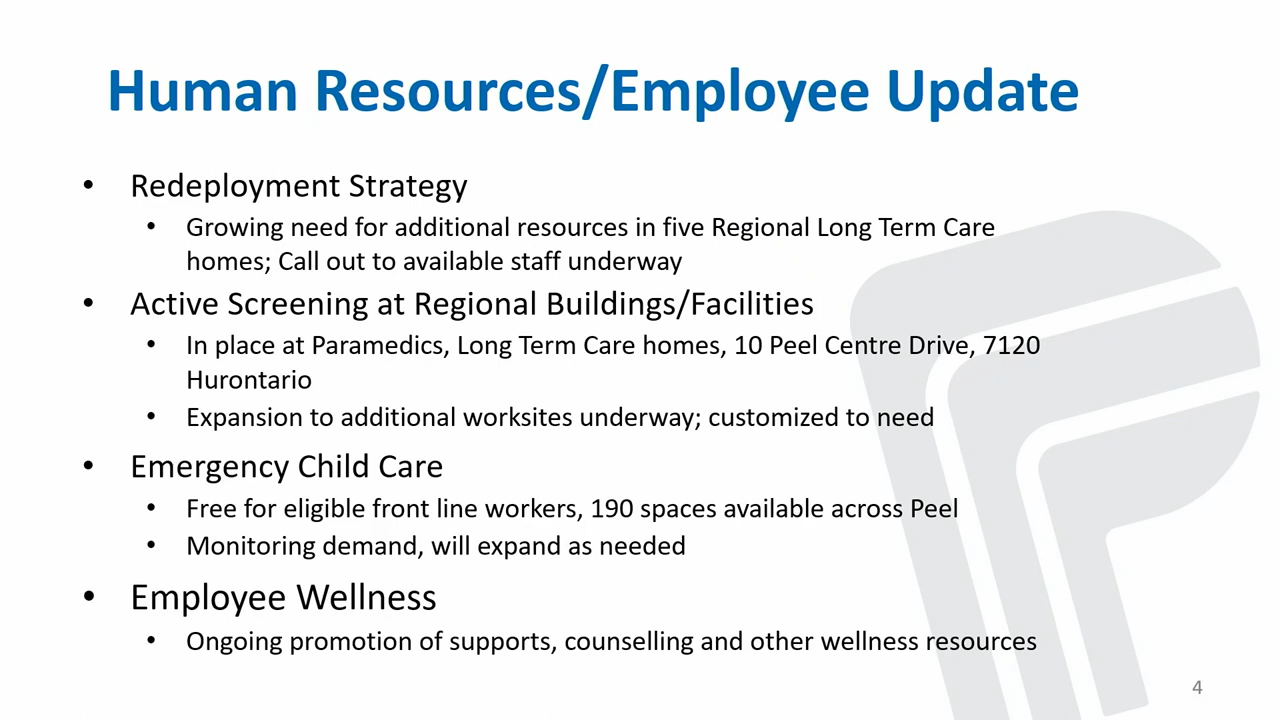 Human Resources/Employee Update
• Redeployment Strategy
• Growing need for additional resources in five Regional Long Term Care
homes; Call out to available staff underway
• Active Screening at Regional Buildings/Facilities
• In place at Paramedics, Long Term Care homes, 10 Peel Centre Drive, 7120
Hurontario
• Expansion to additional worksites underway; customized to need
• Emergency Child Care
• Free for eligible front line workers, 190 spaces available across Peel
• Monitoring demand, will expand as needed
• Employee Wellness
• Ongoing promotion of supports, counselling and other wellness resources
4